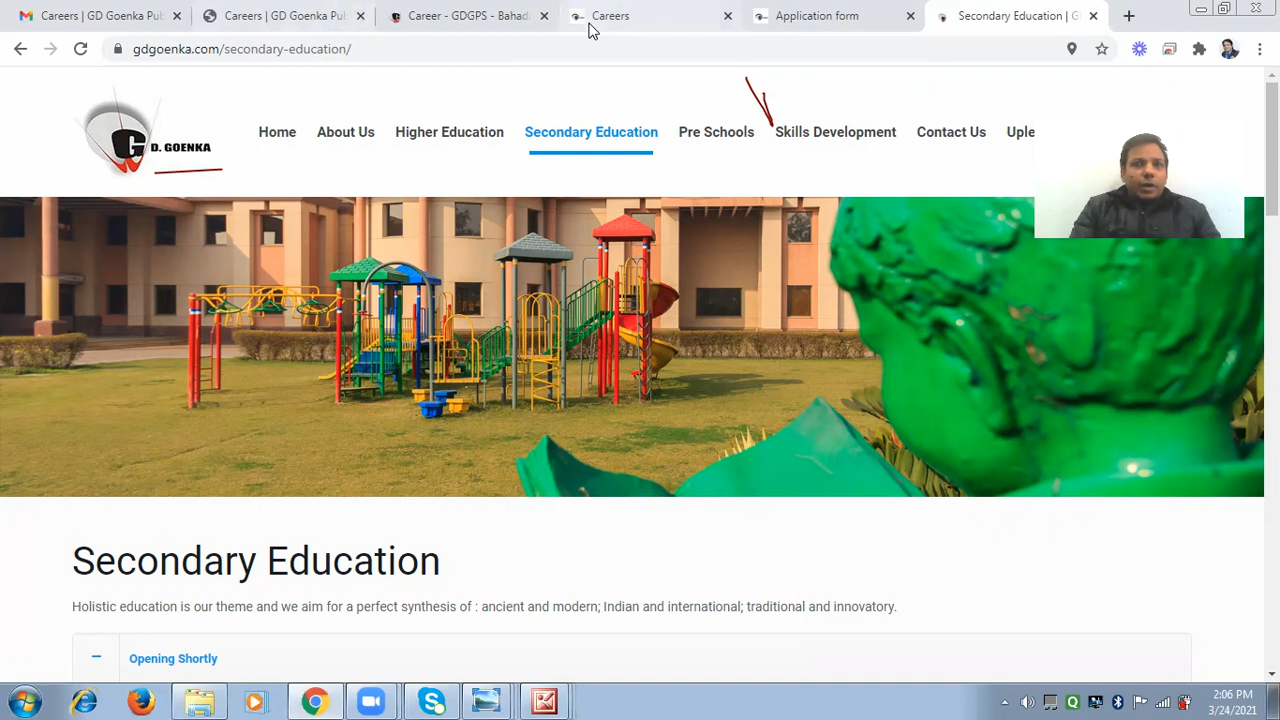 Careers | GD Goenka Pu
Careers | GD Goenka Pu
Career - GDGPS - Bahad
Careers
Application form
Secondary Education | G
gdgoenka.com/secondary-education/
G D. GOENKA
Home About Us Higher Education Secondary Education Pre Schools Skills Development Contact Us Uple
Secondary Education
Holistic education is our theme and we aim for a perfect synthesis of : ancient and modern; Indian and international; traditional and innovatory.
Opening Shortly
2:06 PM
3/24/2021